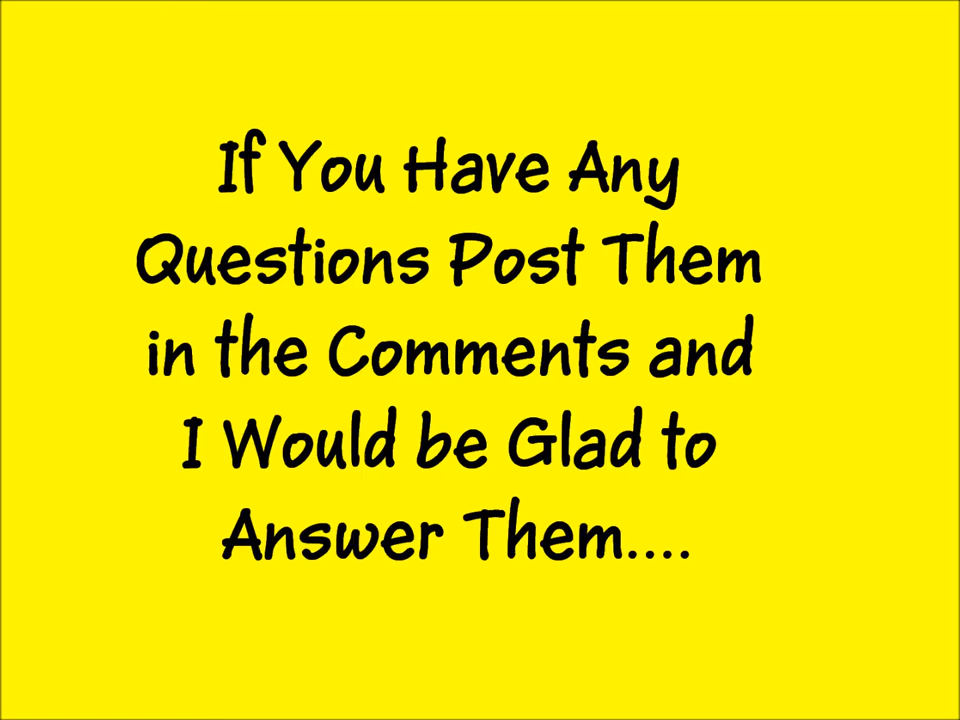 If You Have Any
Questions Post Them
in the Comments and
I Would be Glad to
Answer Them....